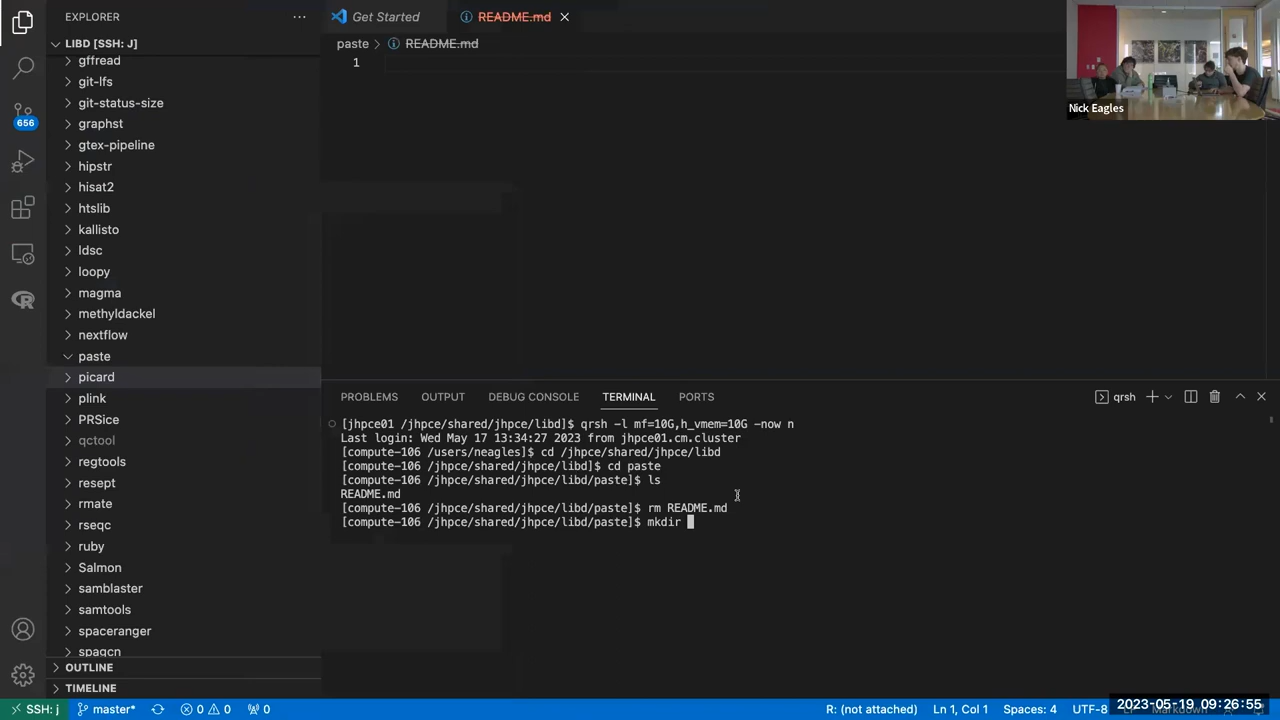 EXPLORER
LIBD [SSH: J]
gffread
git-lfs
git-status-size
graphst
gtex-pipeline
hipstr
hisat2
htslib
kallisto
ldsc
loopy
magma
methyldackel
nextflow
paste
picard
plink
PRSice
qctool
regtools
resept
rmate
rseqc
ruby
Salmon
samblaster
samtools
spaceranger
spagcn
OUTLINE
TIMELINE
656
Get Started
README.md
paste > README.md
1
Nick Eagles
PROBLEMS OUTPUT DEBUG CONSOLE TERMINAL PORTS
qrsh
[jhpce01 /jhpce/shared/jhpce/libd]$ qrsh -l mf=10G,h_vmem=10G -now n
Last login: Wed May 17 13:34:27 2023 from jhpce01.cm.cluster
[compute-106 /users/neagles]$ cd /jhpce/shared/jhpce/libd
[compute-106 /jhpce/shared/jhpce/libd]$ cd paste
[compute-106 /jhpce/shared/jhpce/libd/paste]$ ls
README.md
[compute-106 /jhpce/shared/jhpce/libd/paste]$ rm README.md
[compute-106 /jhpce/shared/jhpce/libd/paste]$ mkdir
SSH: j master* 0 0 0
R: (not attached) Ln 1, Col 1 Spaces: 4 UTF-8 LF Markdown
2023-05-19 09:26:55